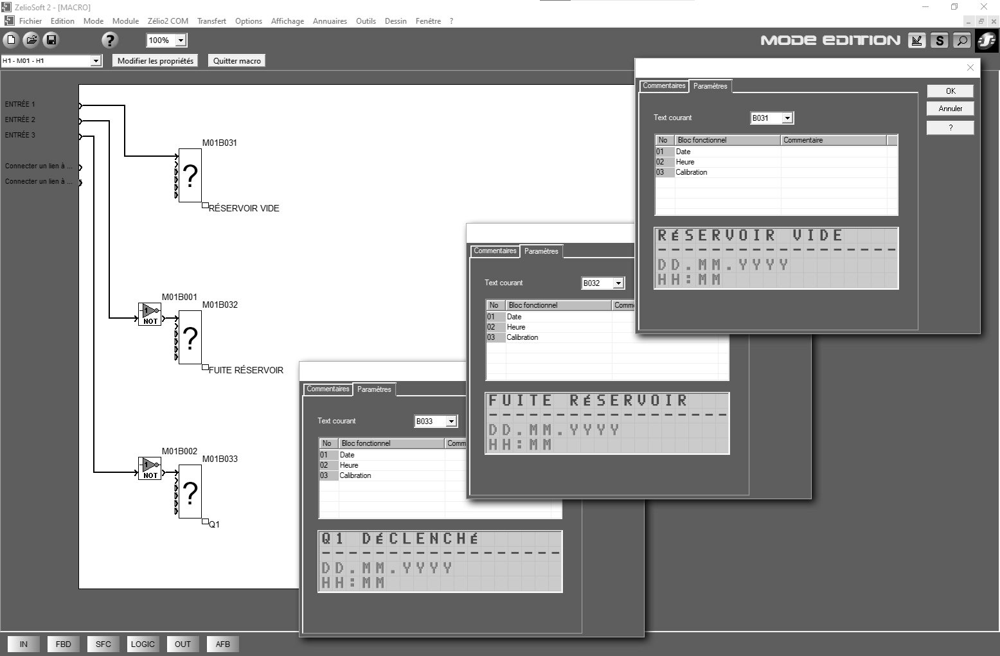 ZelioSoft 2 - [MACRO]
Fichier Edition Mode Module Zélio2 COM Transfert Options Affichage Annuaires Outils Dessin Fenêtre ?
? 100% MODE EDITION S
H1 - M01 - H1 Modifier les propriétés Quitter macro
ENTRÉE 1
ENTRÉE 2
ENTRÉE 3
Connecter un lien à ...
Connecter un lien à ...
M01B031
?
RÉSERVOIR VIDE
M01B001
1
NOT
M01B032
?
FUITE RÉSERVOIR
M01B002
1
NOT
M01B033
?
Q1
Commentaires Paramètres
OK
Annuler
?
Text courant B031
No Bloc fonctionnel Commentaire
01 Date
02 Heure
03 Calibration
RÉSERVOIR VIDE
------------------
DD.MM.YYYY
HH:MM
Commentaires Paramètres
Text courant B032
No Bloc fonctionnel Comm
01 Date
02 Heure
03 Calibration
FUITE RÉSERVOIR
------------------
DD.MM.YYYY
HH:MM
Commentaires Paramètres
Text courant B033
No Bloc fonctionnel Comm
01 Date
02 Heure
03 Calibration
Q1 DÉCLENCHÉ
------------------
DD.MM.YYYY
HH:MM
IN FBD SFC LOGIC OUT AFB